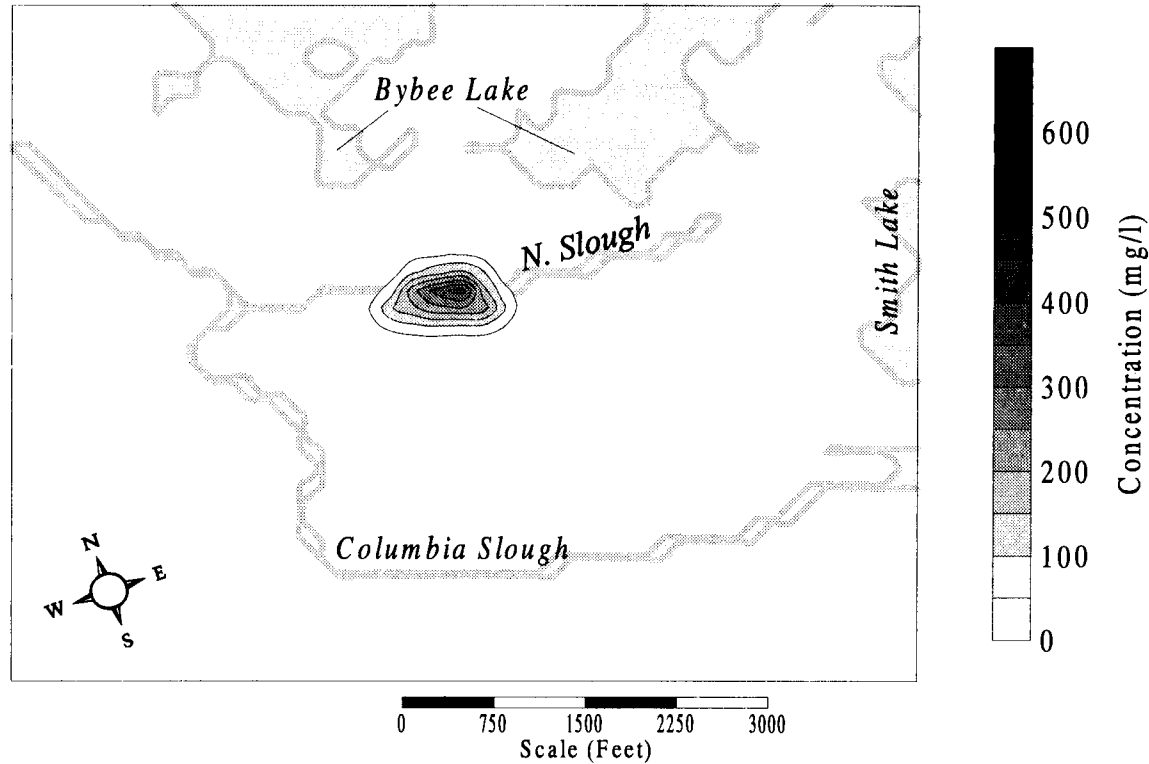 Bybee Lake
N. Slough
Smith Lake
Columbia Slough
N
E
W
S
600
500
400
300
200
100
0
Concentration (mg/l)
0 750 1500 2250 3000
Scale (Feet)